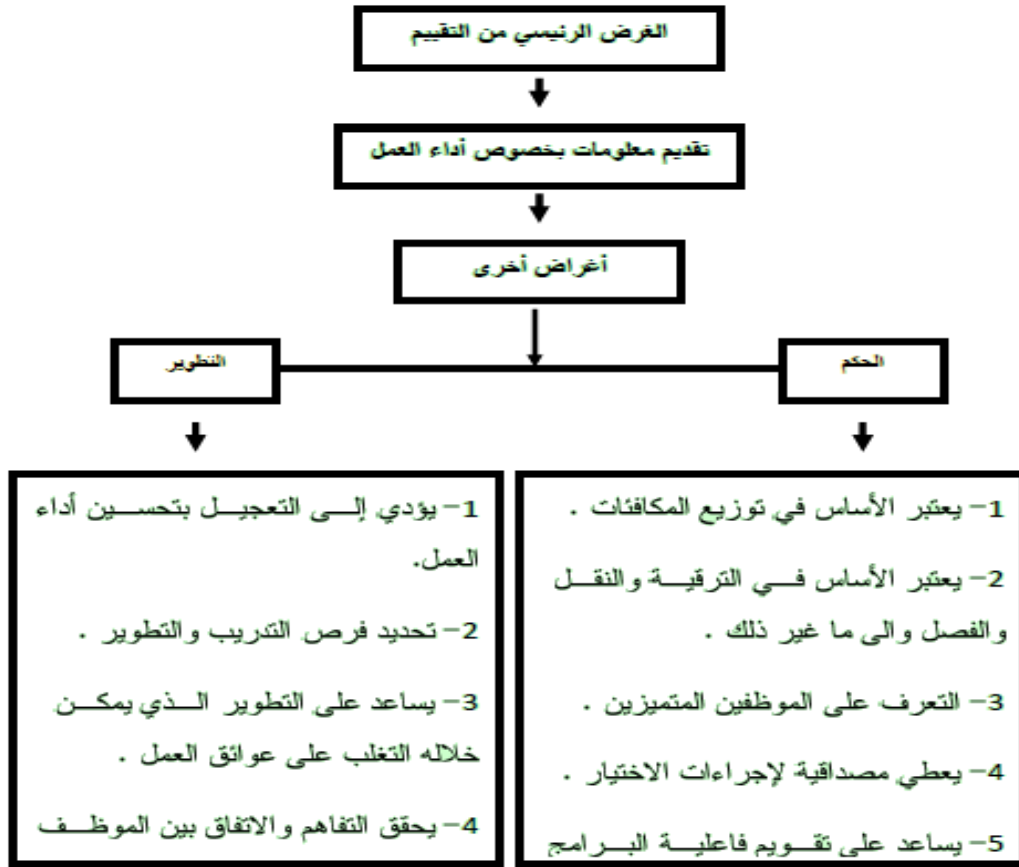 الغرض الرئيسي من التقييم
تقديم معلومات بخصوص أداء العمل
أغراض أخرى
الحكم
التطوير
1- يعتبر الأساس في توزيع المكافئات .
2- يعتبر الأساس في الترقية والنقل
والفصل والى ما غير ذلك .
3- التعرف على الموظفين المتميزين .
4- يعطي مصداقية لإجراءات الاختيار .
5- يساعد على تقويم فاعلية البرامج
1- يؤدي إلى التعجيل بتحسين أداء
العمل.
2- تحديد فرص التدريب والتطوير .
3- يساعد على التطوير الذي يمكن
خلاله التغلب على عوائق العمل .
4- يحقق التفاهم والاتفاق بين الموظف